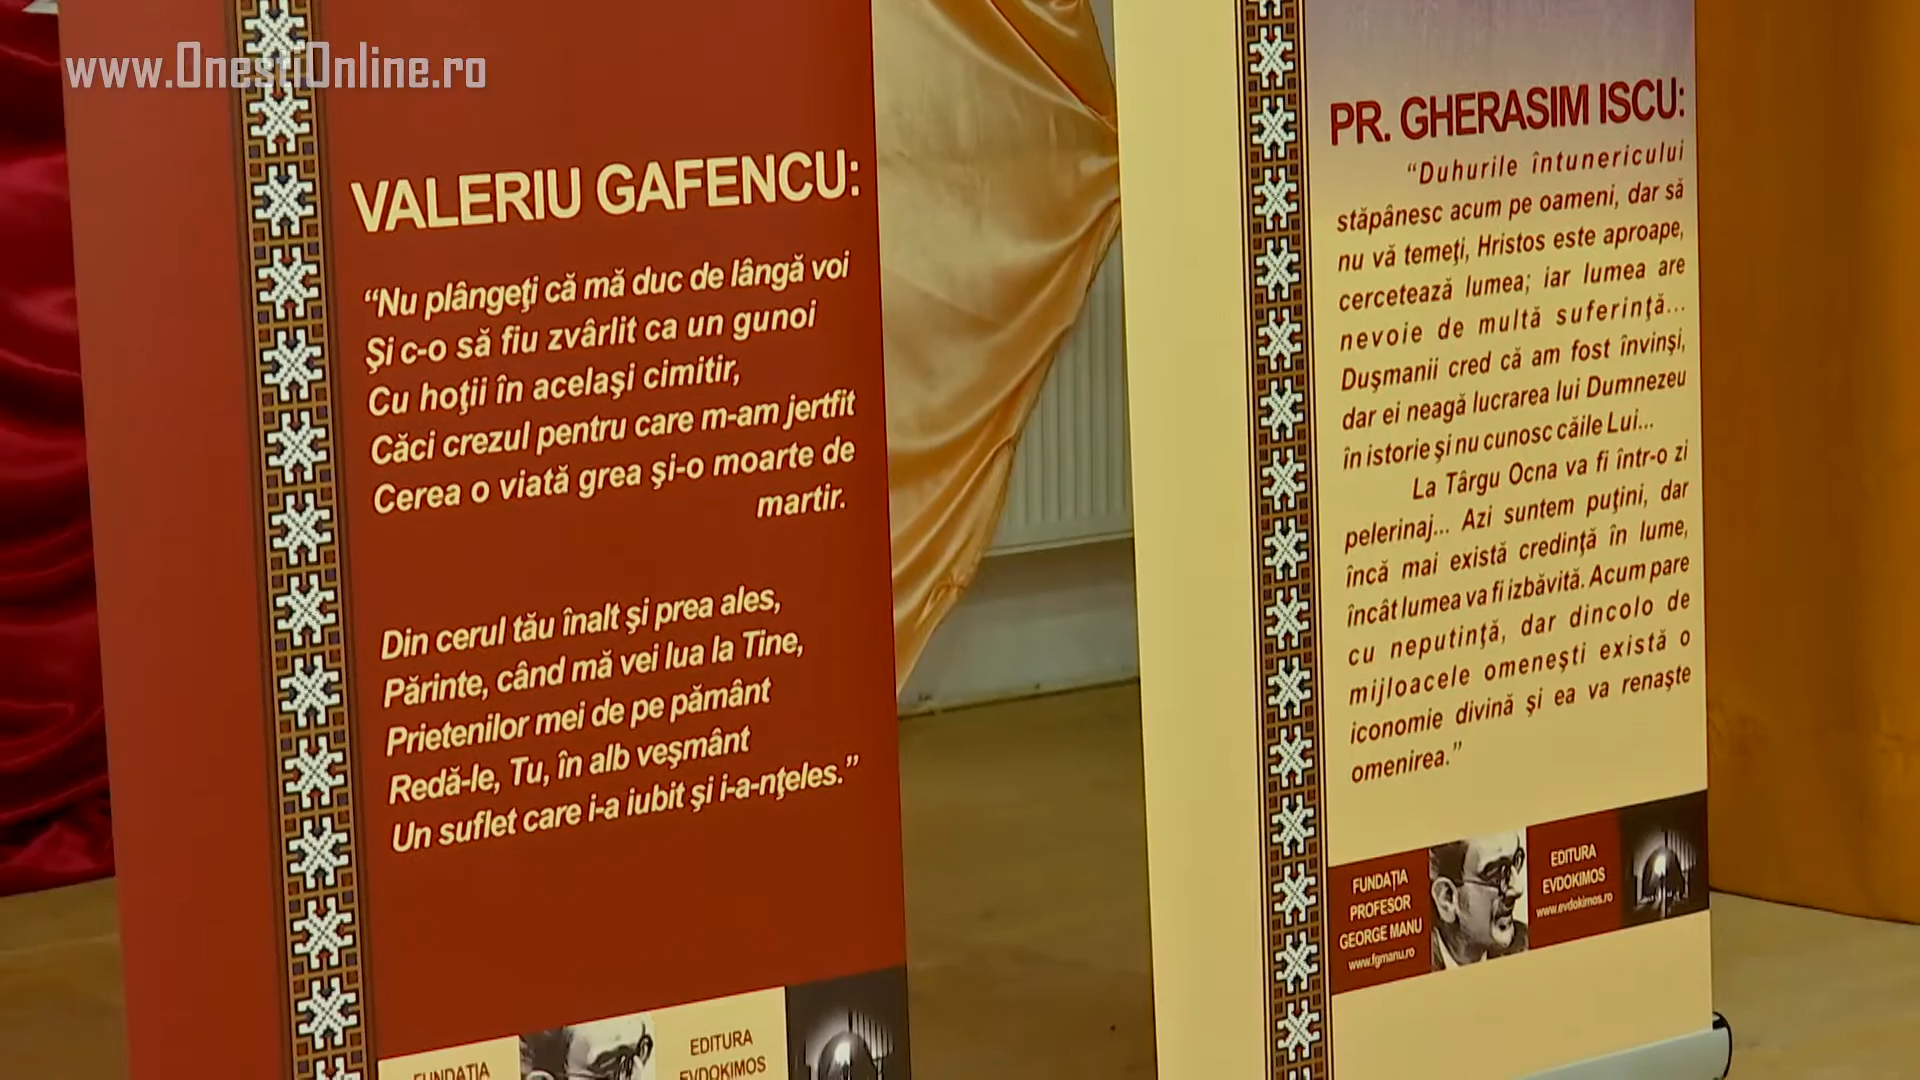 www.OnestiOnline.ro
VALERIU GAFENCU:
“Nu plângeţi că mă duc de lângă voi
Şi c-o să fiu zvârlit ca un gunoi
Cu hoţii în acelaşi cimitir,
Căci crezul pentru care m-am jertfit
Cerea o viată grea şi-o moarte de
martir.
Din cerul tău înalt şi prea ales,
Părinte, când mă vei lua la Tine,
Prietenilor mei de pe pământ
Redă-le, Tu, în alb veşmânt
Un suflet care i-a iubit şi i-a-nţeles.”
FUNDAŢIA
EDITURA
EVDOKIMOS
PR. GHERASIM ISCU:
“Duhurile întunericului
stăpânesc acum pe oameni, dar să
nu vă temeţi, Hristos este aproape,
cercetează lumea; iar lumea are
nevoie de multă suferinţă...
Duşmanii cred că am fost învinşi,
dar ei neagă lucrarea lui Dumnezeu
în istorie şi nu cunosc căile Lui...
La Târgu Ocna va fi într-o zi
pelerinaj... Azi suntem puţini, dar
încă mai există credinţă în lume,
încât lumea va fi izbăvită. Acum pare
cu neputinţă, dar dincolo de
mijloacele omeneşti există o
iconomie divină şi ea va renaşte
omenirea.”
FUNDAŢIA
PROFESOR
GEORGE MANU
www.fgmanu.ro
EDITURA
EVDOKIMOS
www.evdokimos.ro